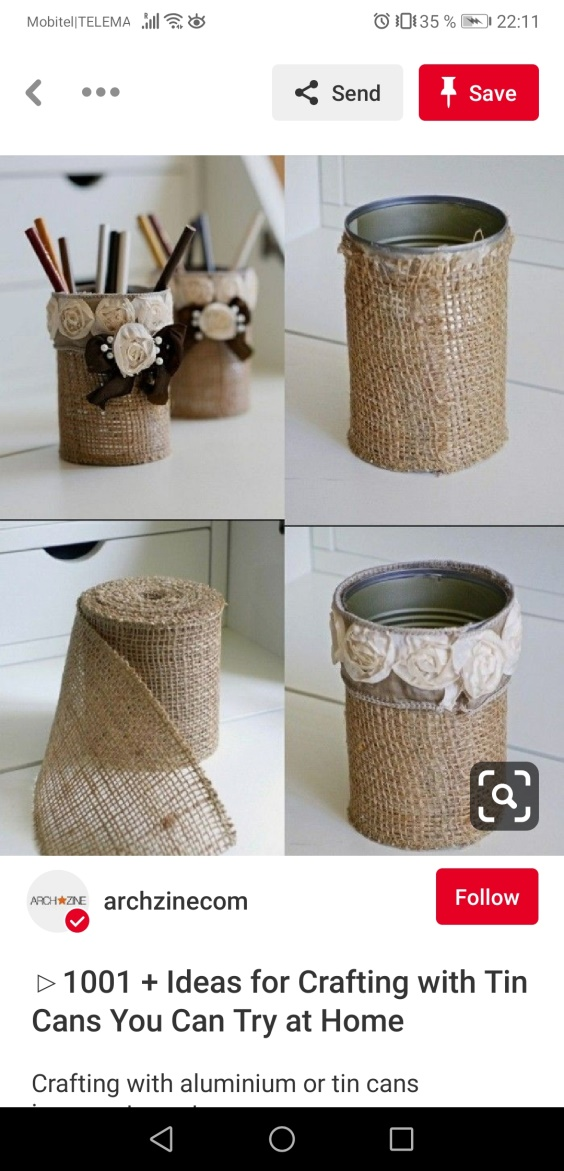 Mobitel|TELEMA 35 % 22:11
Send Save
ARCH★ZINE
archzinecom
Follow
▷ 1001 + Ideas for Crafting with Tin
Cans You Can Try at Home
Crafting with aluminium or tin cans